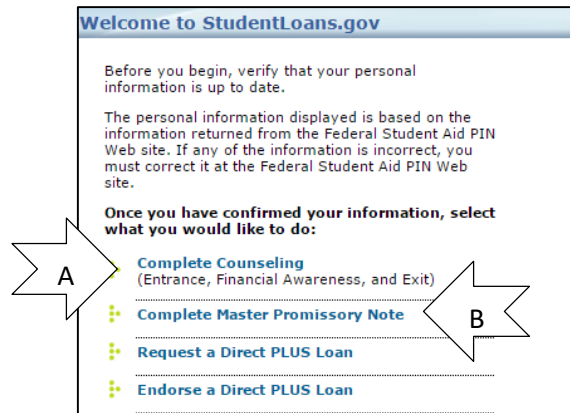 Welcome to StudentLoans.gov
Before you begin, verify that your personal
information is up to date.
The personal information displayed is based on the
information returned from the Federal Student Aid PIN
Web site. If any of the information is incorrect, you
must correct it at the Federal Student Aid PIN Web
site.
Once you have confirmed your information, select
what you would like to do:
A
Complete Counseling
(Entrance, Financial Awareness, and Exit)
Complete Master Promissory Note
B
Request a Direct PLUS Loan
Endorse a Direct PLUS Loan